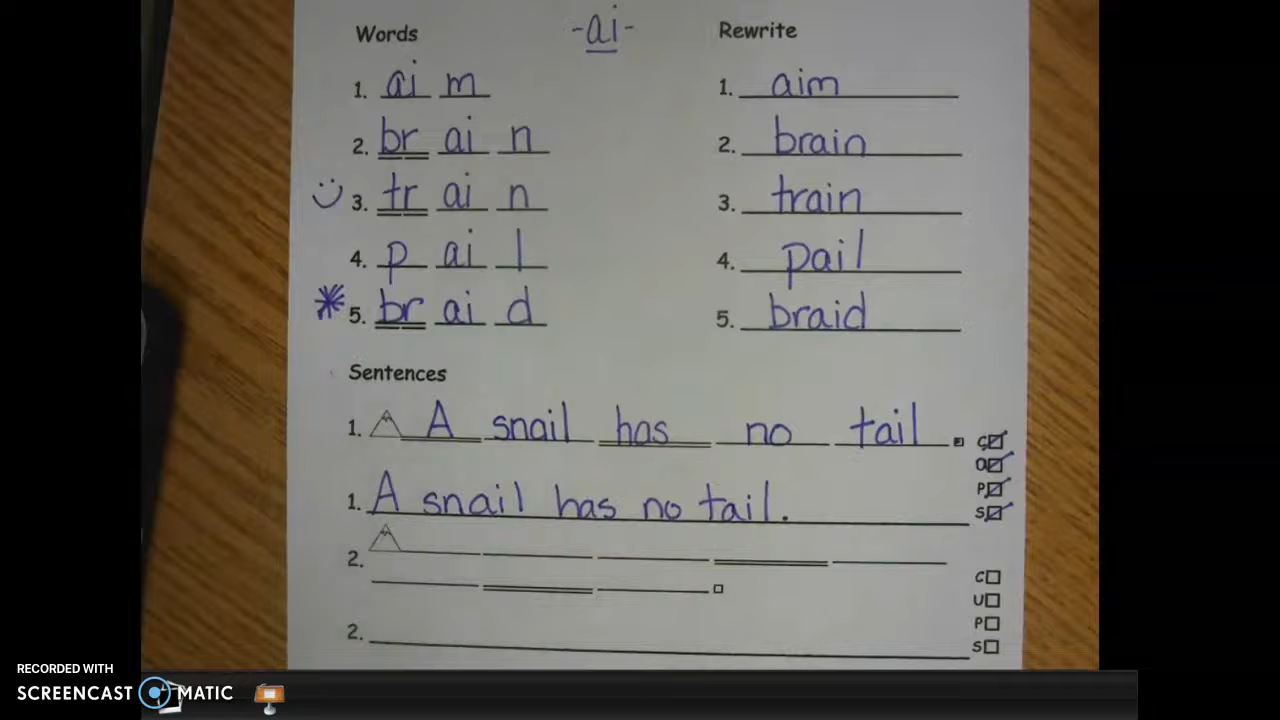 Words -ai- Rewrite
1. ai m 1. aim
2. br ai n 2. brain
3. tr ai n 3. train
4. p ai l 4. pail
5. br ai d 5. braid
Sentences
1. A snail has no tail .
C
O
P
S
1. A snail has no tail.
2.
C
U
P
S
2.
RECORDED WITH
SCREENCAST MATIC